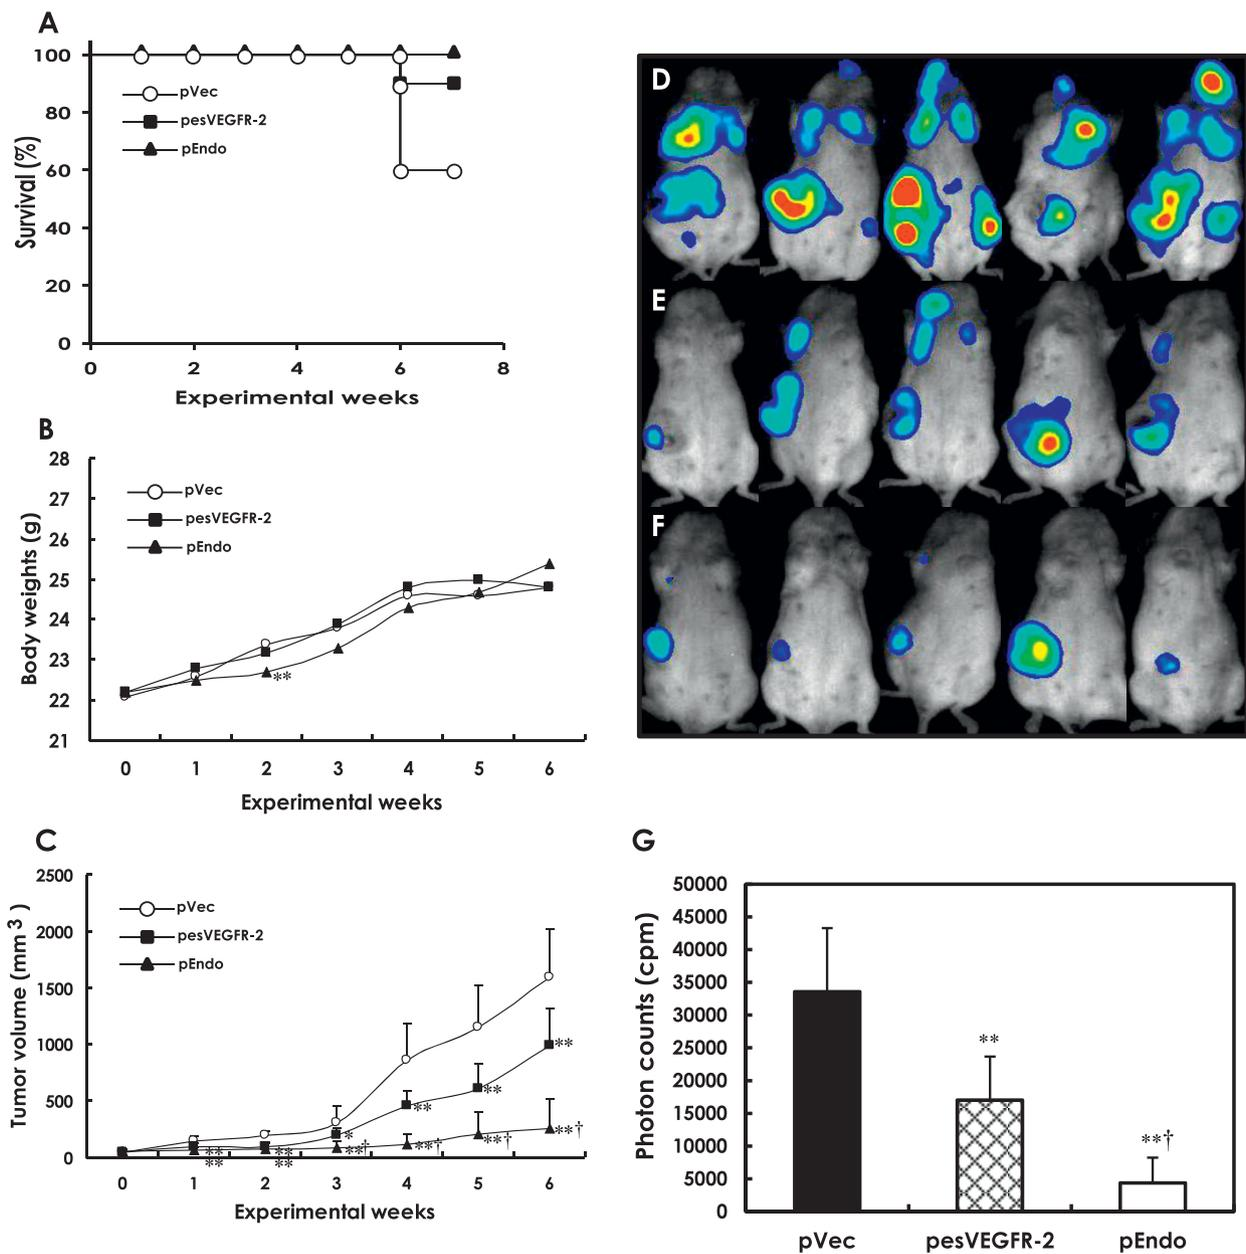 A
100
80
60
40
20
0
Survival (%)
pVec
pesVEGFR-2
pEndo
0 2 4 6 8
Experimental weeks
B
28
27
26
25
24
23
22
21
Body weights (g)
pVec
pesVEGFR-2
pEndo
**
0 1 2 3 4 5 6
Experimental weeks
C
2500
2000
1500
1000
500
0
Tumor volume (mm 3 )
pVec
pesVEGFR-2
pEndo
**
**
**
**
*
**†
**
**†
**
**†
**
**†
0 1 2 3 4 5 6
Experimental weeks
D
E
F
G
50000
45000
40000
35000
30000
25000
20000
15000
10000
5000
0
Photon counts (cpm)
**
**†
pVec pesVEGFR-2 pEndo